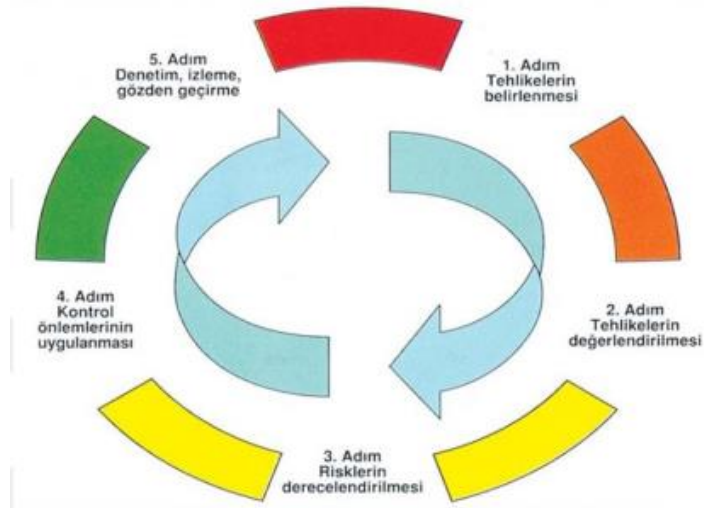 1. Adım
Tehlikelerin
belirlenmesi
2. Adım
Tehlikelerin
değerlendirilmesi
3. Adım
Risklerin
derecelendirilmesi
4. Adım
Kontrol
önlemlerinin
uygulanması
5. Adım
Denetim, izleme,
gözden geçirme